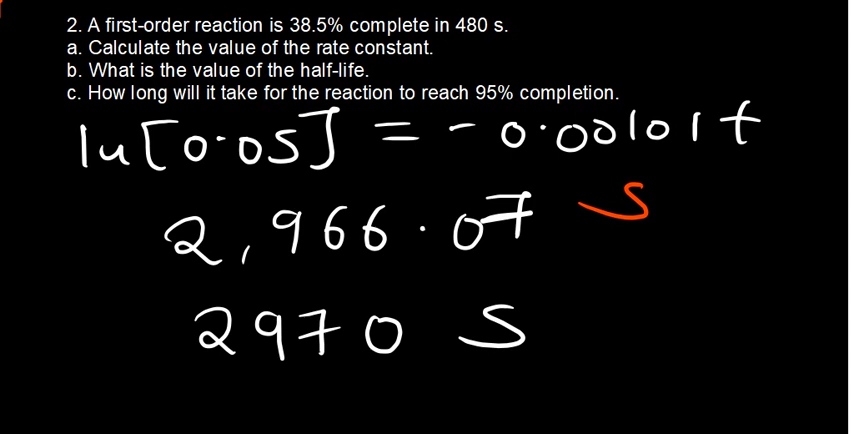 2. A first-order reaction is 38.5% complete in 480 s.
a. Calculate the value of the rate constant.
b. What is the value of the half-life.
c. How long will it take for the reaction to reach 95% completion.
ln[0.05] = -0.00101t
2,966.07 s
2970 s